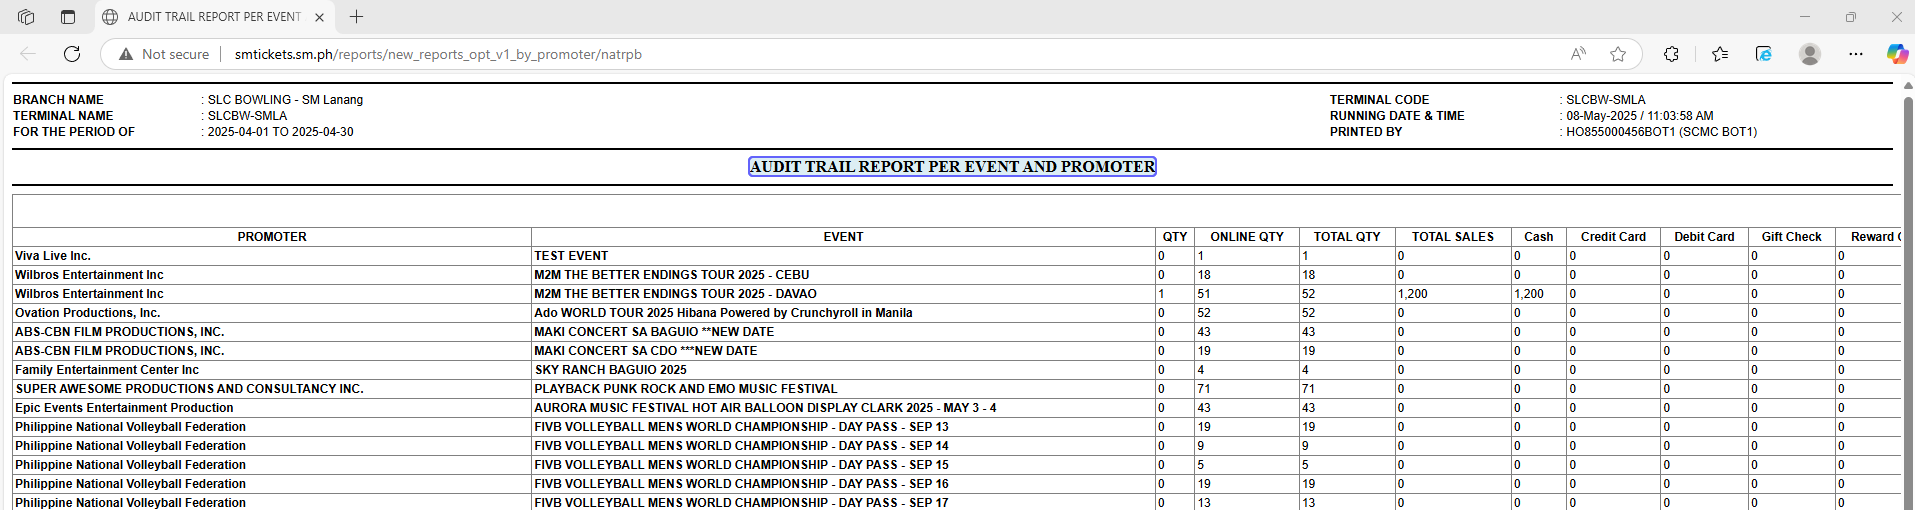 AUDIT TRAIL REPORT PER EVENT
Not secure smtickets.sm.ph/reports/new_reports_opt_v1_by_promoter/natrpb
BRANCH NAME : SLC BOWLING - SM Lanang TERMINAL CODE : SLCBW-SMLA
TERMINAL NAME : SLCBW-SMLA RUNNING DATE & TIME : 08-May-2025 / 11:03:58 AM
FOR THE PERIOD OF : 2025-04-01 TO 2025-04-30 PRINTED BY : HO855000456BOT1 (SCMC BOT1)
AUDIT TRAIL REPORT PER EVENT AND PROMOTER
PROMOTER EVENT QTY ONLINE QTY TOTAL QTY TOTAL SALES Cash Credit Card Debit Card Gift Check Reward
Viva Live Inc. TEST EVENT 0 1 1 0 0 0 0 0 0
Wilbros Entertainment Inc M2M THE BETTER ENDINGS TOUR 2025 - CEBU 0 18 18 0 0 0 0 0 0
Wilbros Entertainment Inc M2M THE BETTER ENDINGS TOUR 2025 - DAVAO 1 51 52 1,200 1,200 0 0 0 0
Ovation Productions, Inc. Ado WORLD TOUR 2025 Hibana Powered by Crunchyroll in Manila 0 52 52 0 0 0 0 0 0
ABS-CBN FILM PRODUCTIONS, INC. MAKI CONCERT SA BAGUIO **NEW DATE 0 43 43 0 0 0 0 0 0
ABS-CBN FILM PRODUCTIONS, INC. MAKI CONCERT SA CDO ***NEW DATE 0 19 19 0 0 0 0 0 0
Family Entertainment Center Inc SKY RANCH BAGUIO 2025 0 4 4 0 0 0 0 0 0
SUPER AWESOME PRODUCTIONS AND CONSULTANCY INC. PLAYBACK PUNK ROCK AND EMO MUSIC FESTIVAL 0 71 71 0 0 0 0 0 0
Epic Events Entertainment Production AURORA MUSIC FESTIVAL HOT AIR BALLOON DISPLAY CLARK 2025 - MAY 3 - 4 0 43 43 0 0 0 0 0 0
Philippine National Volleyball Federation FIVB VOLLEYBALL MENS WORLD CHAMPIONSHIP - DAY PASS - SEP 13 0 19 19 0 0 0 0 0 0
Philippine National Volleyball Federation FIVB VOLLEYBALL MENS WORLD CHAMPIONSHIP - DAY PASS - SEP 14 0 9 9 0 0 0 0 0 0
Philippine National Volleyball Federation FIVB VOLLEYBALL MENS WORLD CHAMPIONSHIP - DAY PASS - SEP 15 0 5 5 0 0 0 0 0 0
Philippine National Volleyball Federation FIVB VOLLEYBALL MENS WORLD CHAMPIONSHIP - DAY PASS - SEP 16 0 19 19 0 0 0 0 0 0
Philippine National Volleyball Federation FIVB VOLLEYBALL MENS WORLD CHAMPIONSHIP - DAY PASS - SEP 17 0 13 13 0 0 0 0 0 0